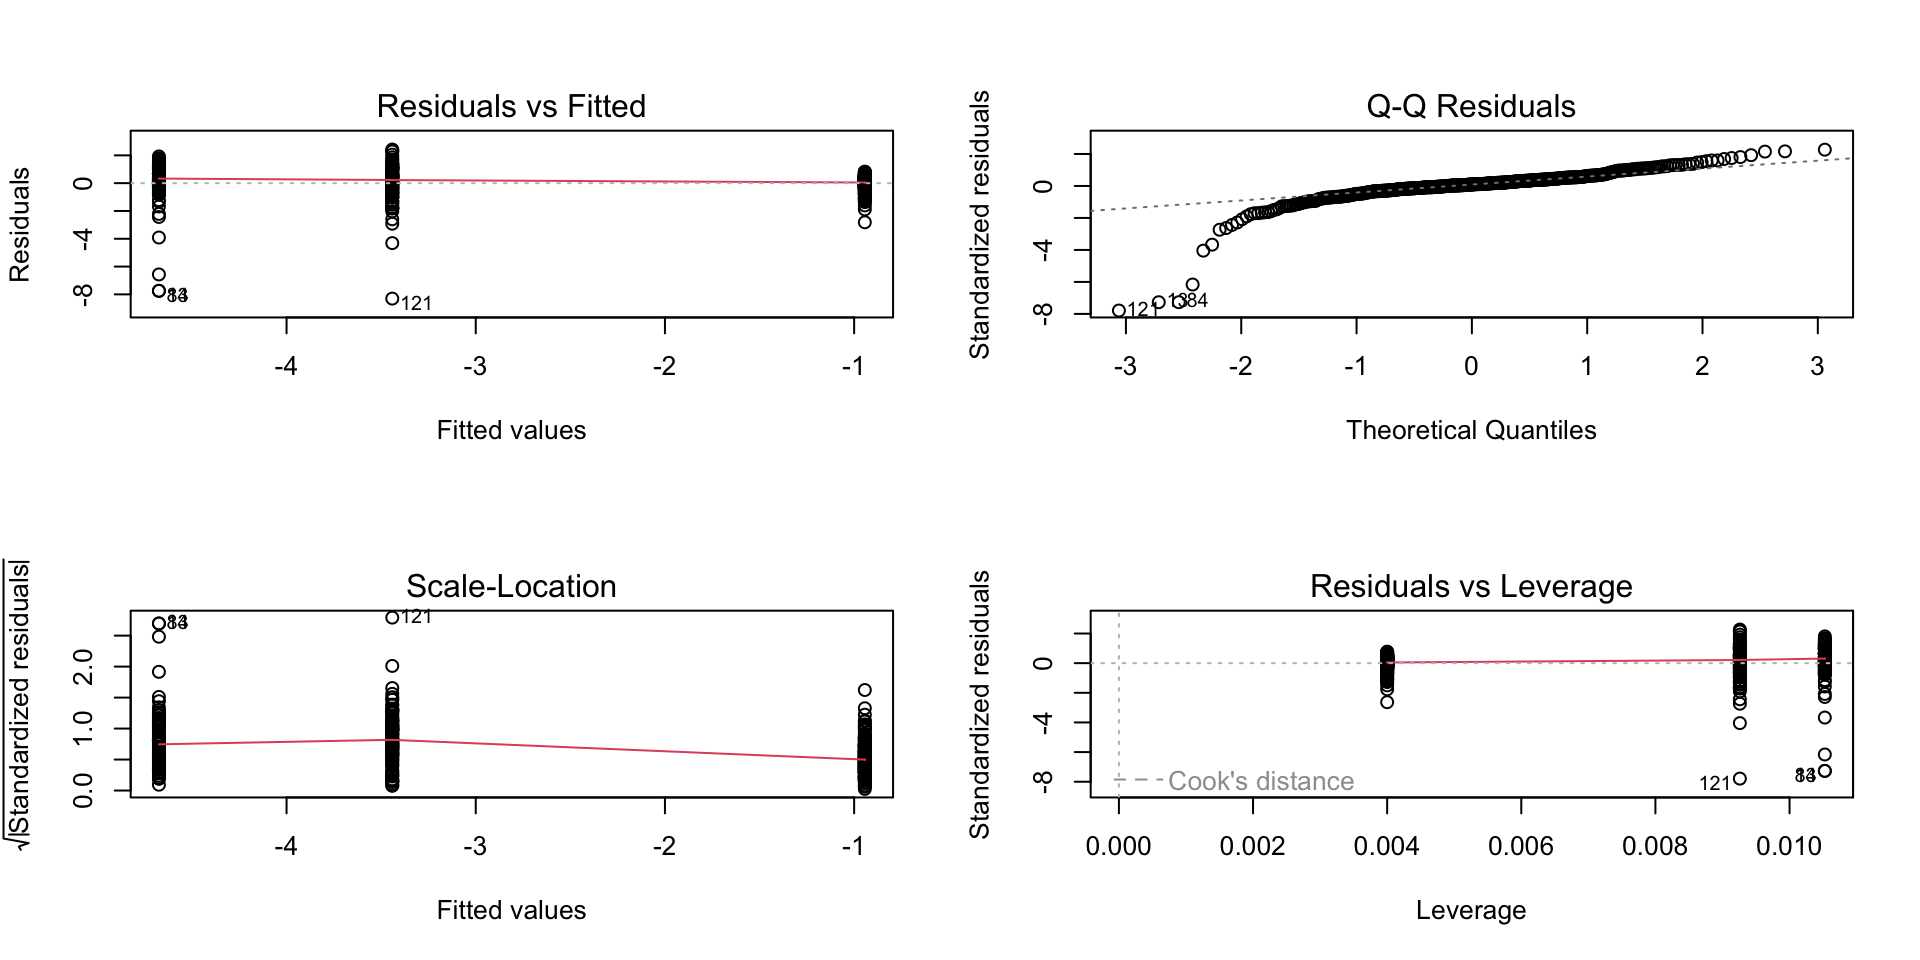 Residuals vs Fitted
Residuals
0
-4
-8
121
-4 -3 -2 -1
Fitted values
Q-Q Residuals
Standardized residuals
0
-4
-8
121
-3 -2 -1 0 1 2 3
Theoretical Quantiles
Scale-Location
√|Standardized residuals|
2.0
1.0
0.0
121
-4 -3 -2 -1
Fitted values
Residuals vs Leverage
Standardized residuals
0
-4
-8
Cook's distance
121
0.000 0.002 0.004 0.006 0.008 0.010
Leverage